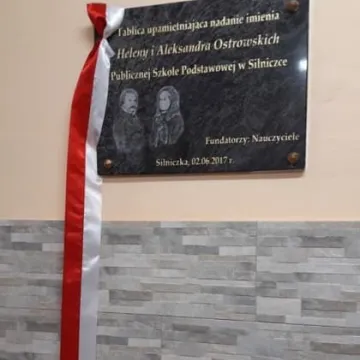 Tablica upamiętniająca nadanie imienia
Heleny i Aleksandra Ostrowskich
Publicznej Szkole Podstawowej w Silniczce
Fundatorzy: Nauczyciele
Silniczka, 02.06.2017 r.